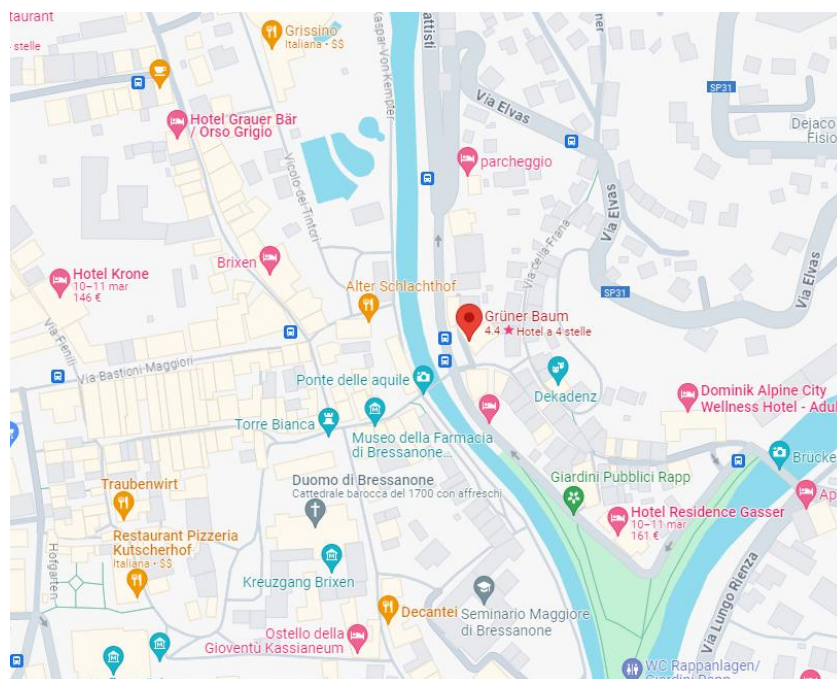 staurant
stelle
Grissino
Italiana • $$
Kaspar Von Kempter
attisti
ner
SP31
Via Elvas
Dejaco
Fisio
Hotel Grauer Bär
/ Orso Grigio
Vicolo dei Tintori
parcheggio
Via Elvas
Via della Frana
Via Elvas
Hotel Krone
10–11 mar
146 €
Brixen
Alter Schlachthof
SP31
Grüner Baum
4.4 ★ Hotel a 4 stelle
Via Fienili
Via Bastioni Maggiori
Ponte delle aquile
Dekadenz
Dominik Alpine City
Wellness Hotel - Adul
Torre Bianca
Museo della Farmacia
di Bressanone...
Brücke
Duomo di Bressanone
Cattedrale barocca del 1700 con affreschi
Giardini Pubblici Rapp
Ap
Traubenwirt
Hotel Residence Gasser
10–11 mar
161 €
Restaurant Pizzeria
Kutscherhof
Italiana • $$
Hofgarten
Kreuzgang Brixen
Decantei
Seminario Maggiore
di Bressanone
Via Lungo Rienza
Ostello della
Gioventù Kassianeum
WC Rappanlagen/
Giardini Rapp